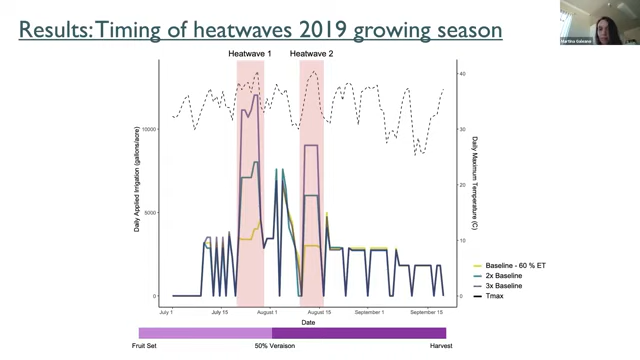 Results: Timing of heatwaves 2019 growing season
Heatwave 1 Heatwave 2
Daily Applied Irrigation (gallons/acre)
10000
5000
0
40
30
20
10
0
Daily Maximum Temperature (C)
July 1 July 15 August 1 August 15 September 1 September 15
Date
Baseline - 60 % ET
2x Baseline
3x Baseline
Tmax
Fruit Set 50% Veraison Harvest